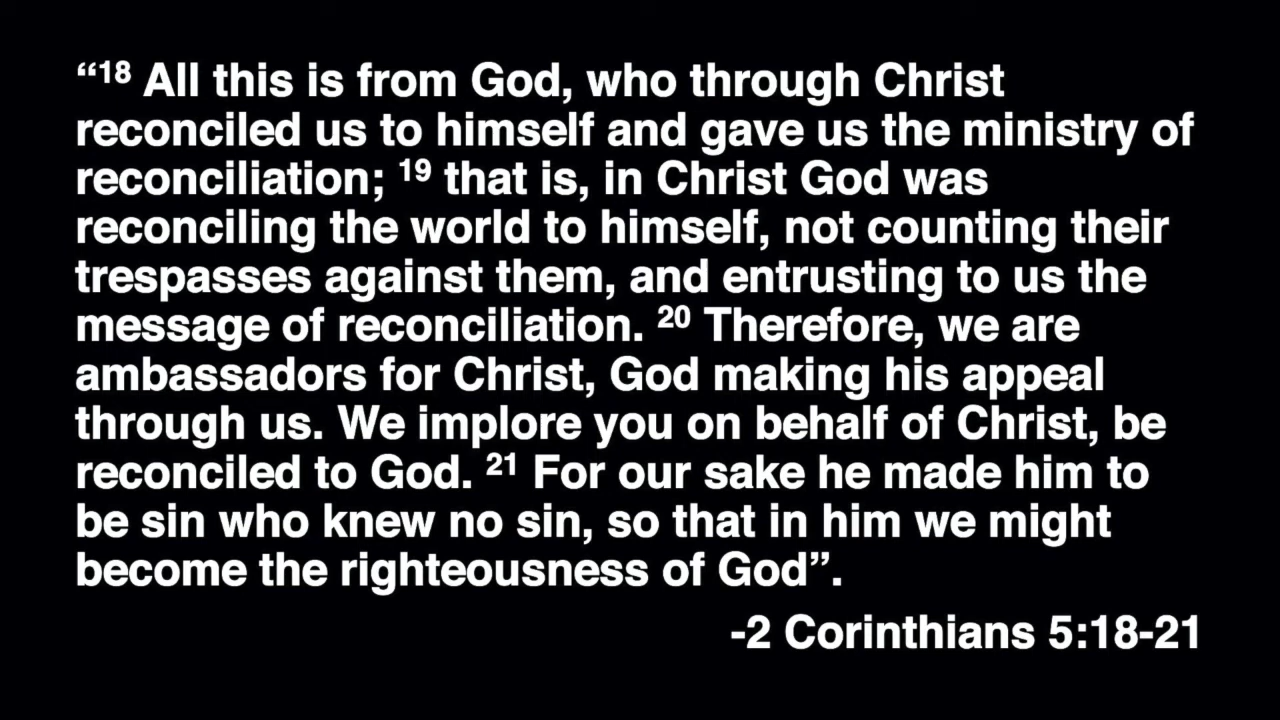 “18 All this is from God, who through Christ
reconciled us to himself and gave us the ministry of
reconciliation; 19 that is, in Christ God was
reconciling the world to himself, not counting their
trespasses against them, and entrusting to us the
message of reconciliation. 20 Therefore, we are
ambassadors for Christ, God making his appeal
through us. We implore you on behalf of Christ, be
reconciled to God. 21 For our sake he made him to
be sin who knew no sin, so that in him we might
become the righteousness of God”.
-2 Corinthians 5:18-21